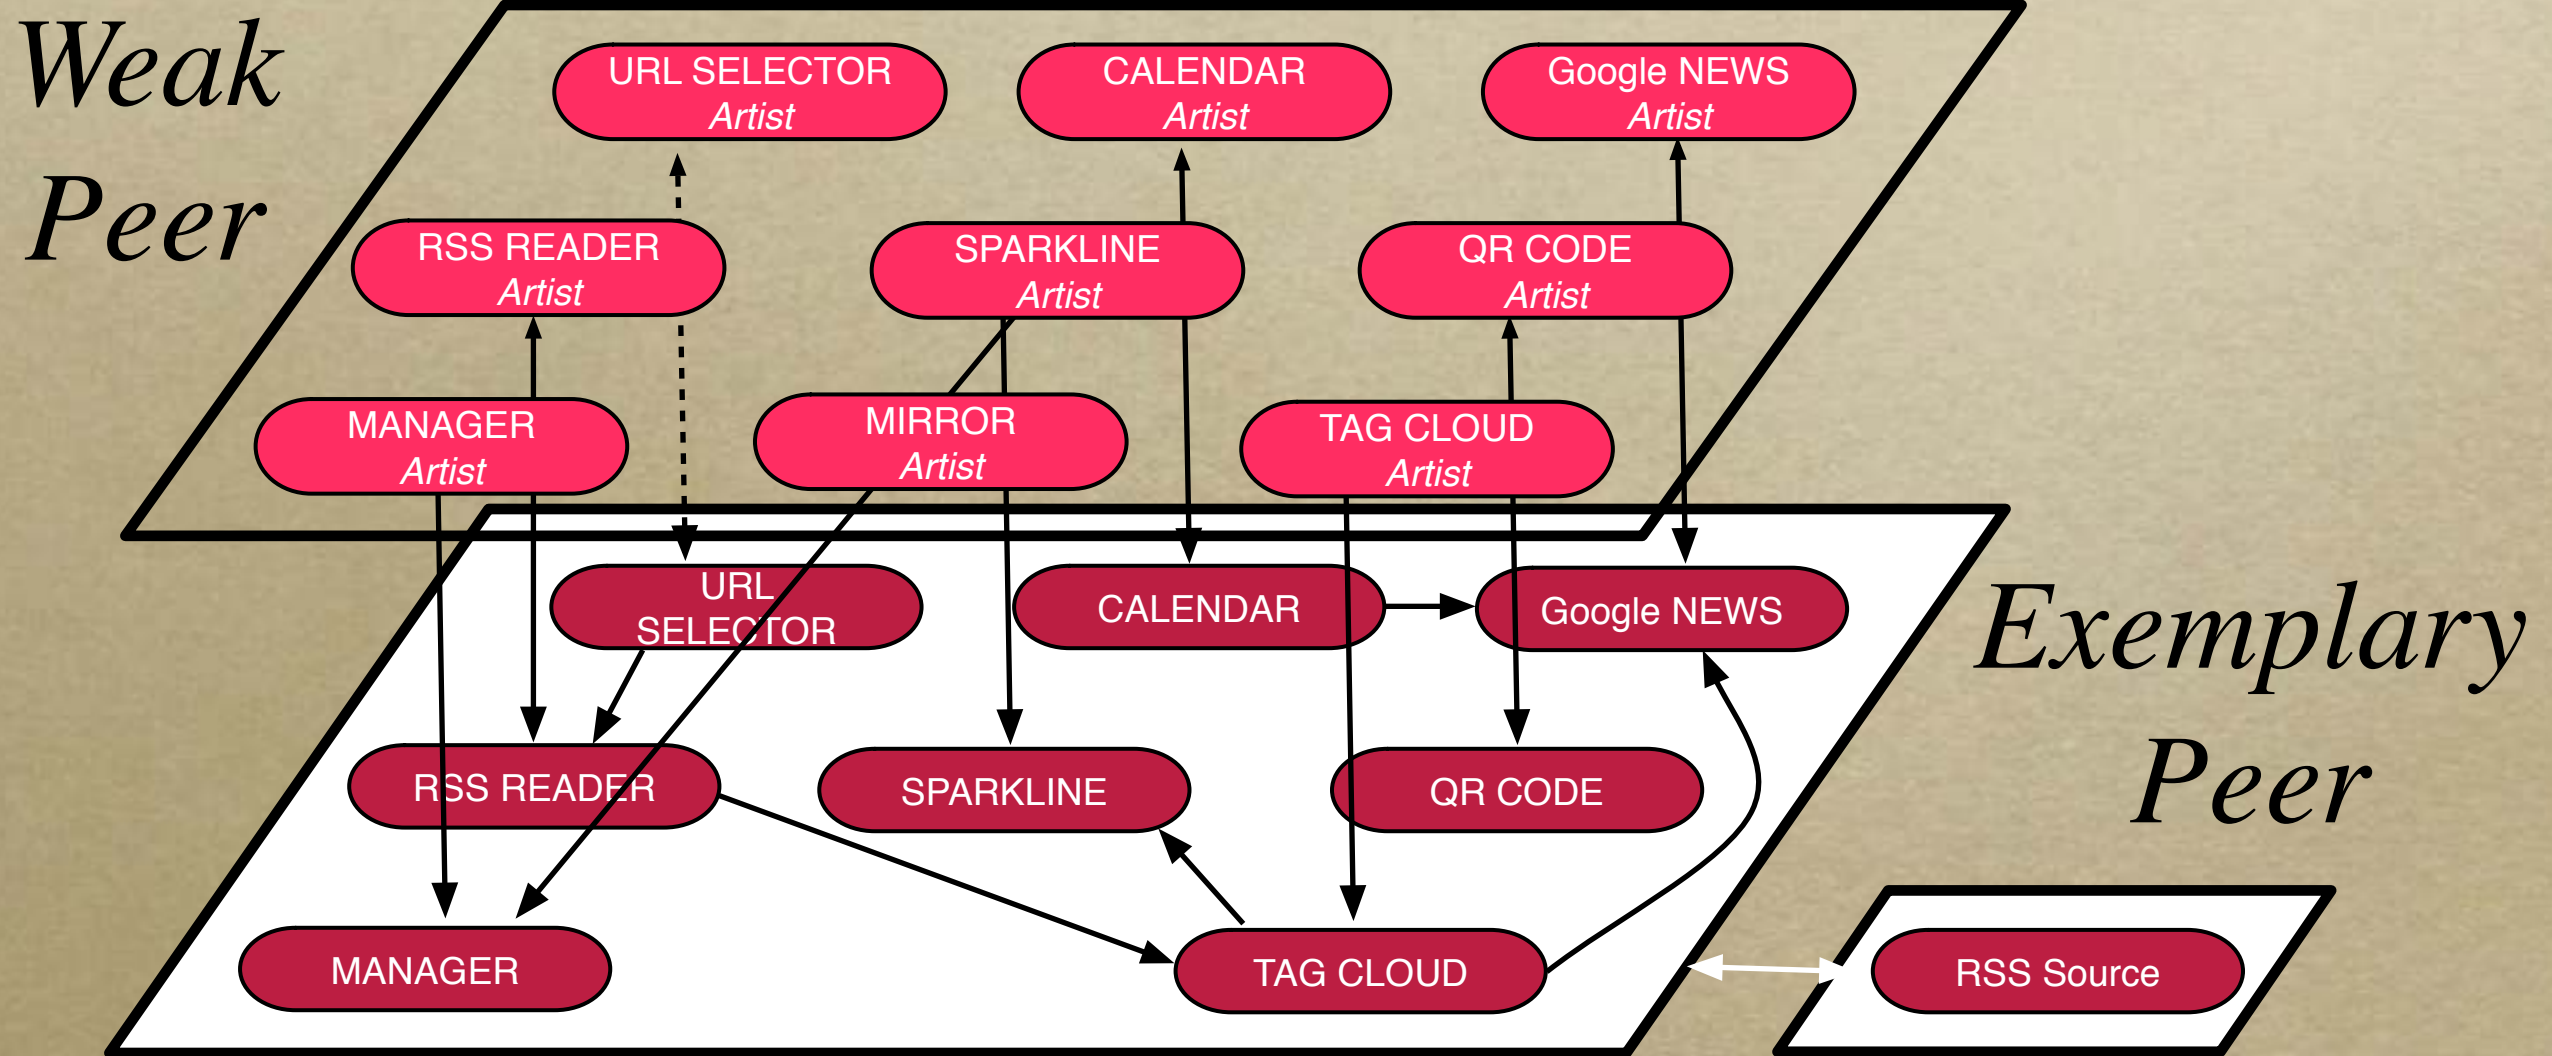 Weak
Peer
URL SELECTOR
Artist
CALENDAR
Artist
Google NEWS
Artist
RSS READER
Artist
SPARKLINE
Artist
QR CODE
Artist
MANAGER
Artist
MIRROR
Artist
TAG CLOUD
Artist
URL
SELECTOR
CALENDAR
Google NEWS
Exemplary
Peer
RSS READER
SPARKLINE
QR CODE
MANAGER
TAG CLOUD
RSS Source